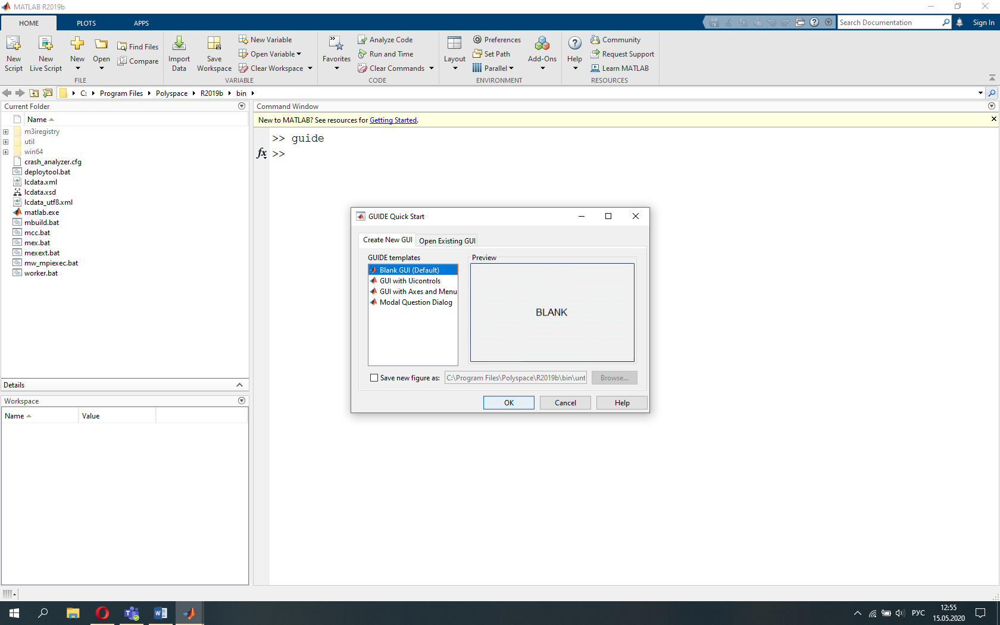 MATLAB R2019b
HOME PLOTS APPS Search Documentation Sign In
New Script
New Live Script
New
Open
Find Files
Compare
FILE
Import Data
Save Workspace
New Variable
Open Variable
Clear Workspace
VARIABLE
Favorites
Analyze Code
Run and Time
Clear Commands
CODE
Layout
Preferences
Set Path
Parallel
ENVIRONMENT
Add-Ons
Help
Community
Request Support
Learn MATLAB
RESOURCES
C: Program Files Polyspace R2019b bin
Current Folder
Name
m3iregistry
util
win64
crash_analyzer.cfg
deploytool.bat
lcdata.xml
lcdata.xsd
lcdata_utf8.xml
matlab.exe
mbuild.bat
mcc.bat
mex.bat
mexext.bat
mw_mpiexec.bat
worker.bat
Details
Workspace
Name Value
Command Window
New to MATLAB? See resources for Getting Started.
>> guide
fx >>
GUIDE Quick Start
Create New GUI Open Existing GUI
GUIDE templates
Blank GUI (Default)
GUI with Uicontrols
GUI with Axes and Menu
Modal Question Dialog
Preview
BLANK
Save new figure as: C:\Program Files\Polyspace\R2019b\bin\unt Browse...
OK Cancel Help
РУС
12:55
15.05.2020